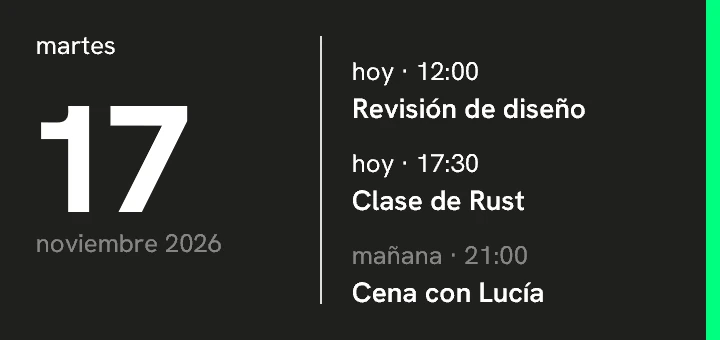 martes
17
noviembre 2026
hoy · 12:00
Revisión de diseño
hoy · 17:30
Clase de Rust
mañana · 21:00
Cena con Lucía